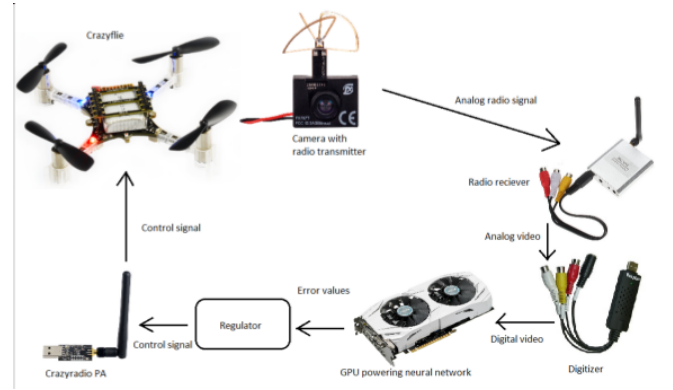 Crazyflie
Camera with
radio transmitter
Analog radio signal
Radio reciever
Analog video
Control signal
Error values
Regulator
Control signal
Digital video
Crazyradio PA
GPU powering neural network
Digitizer
CE